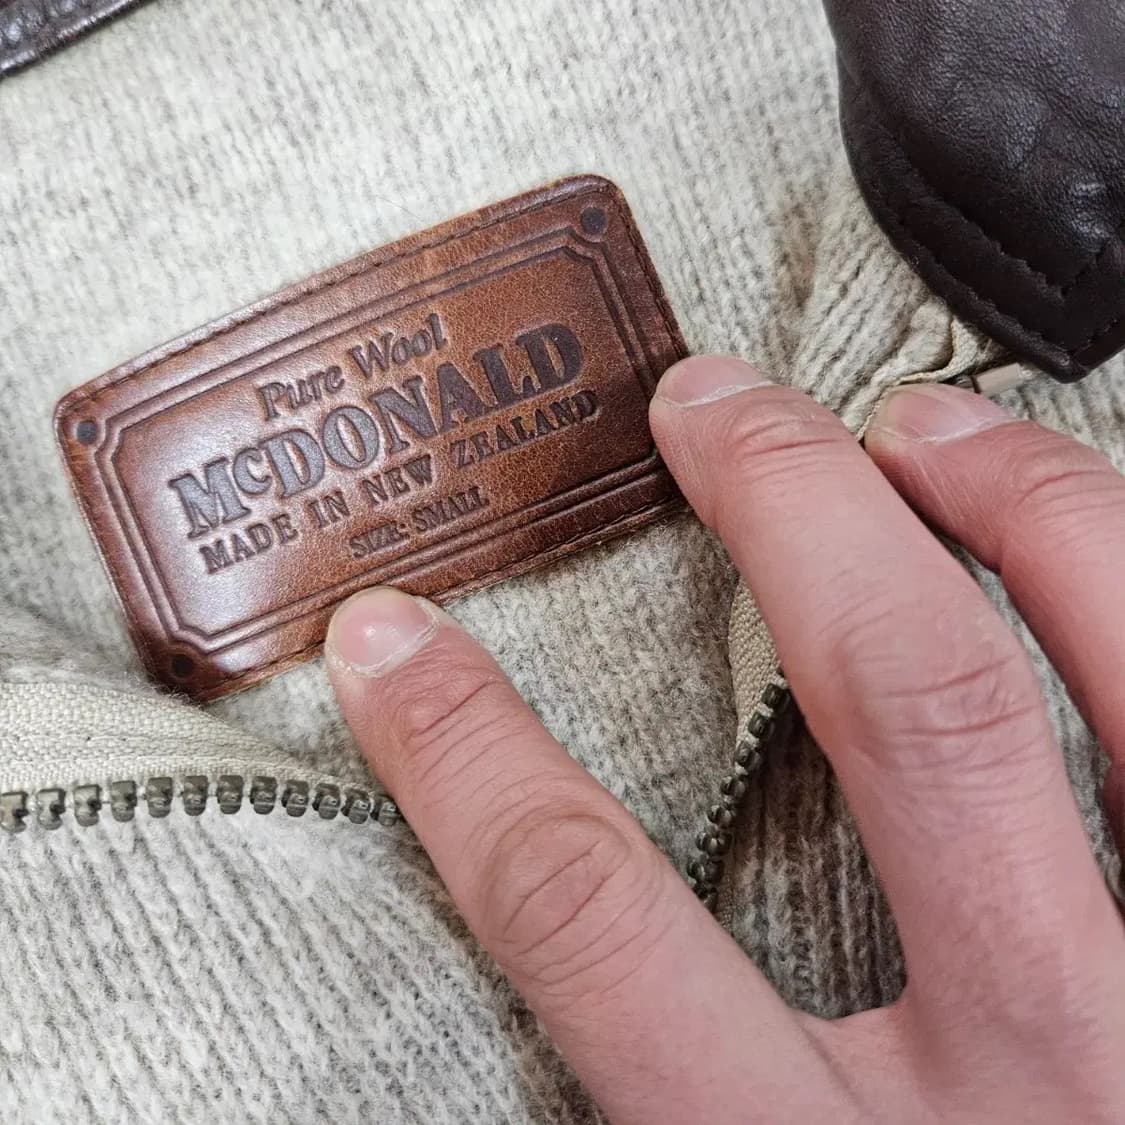 Pure Wool
McDONALD
MADE IN NEW ZEALAND
SIZE: SMALL